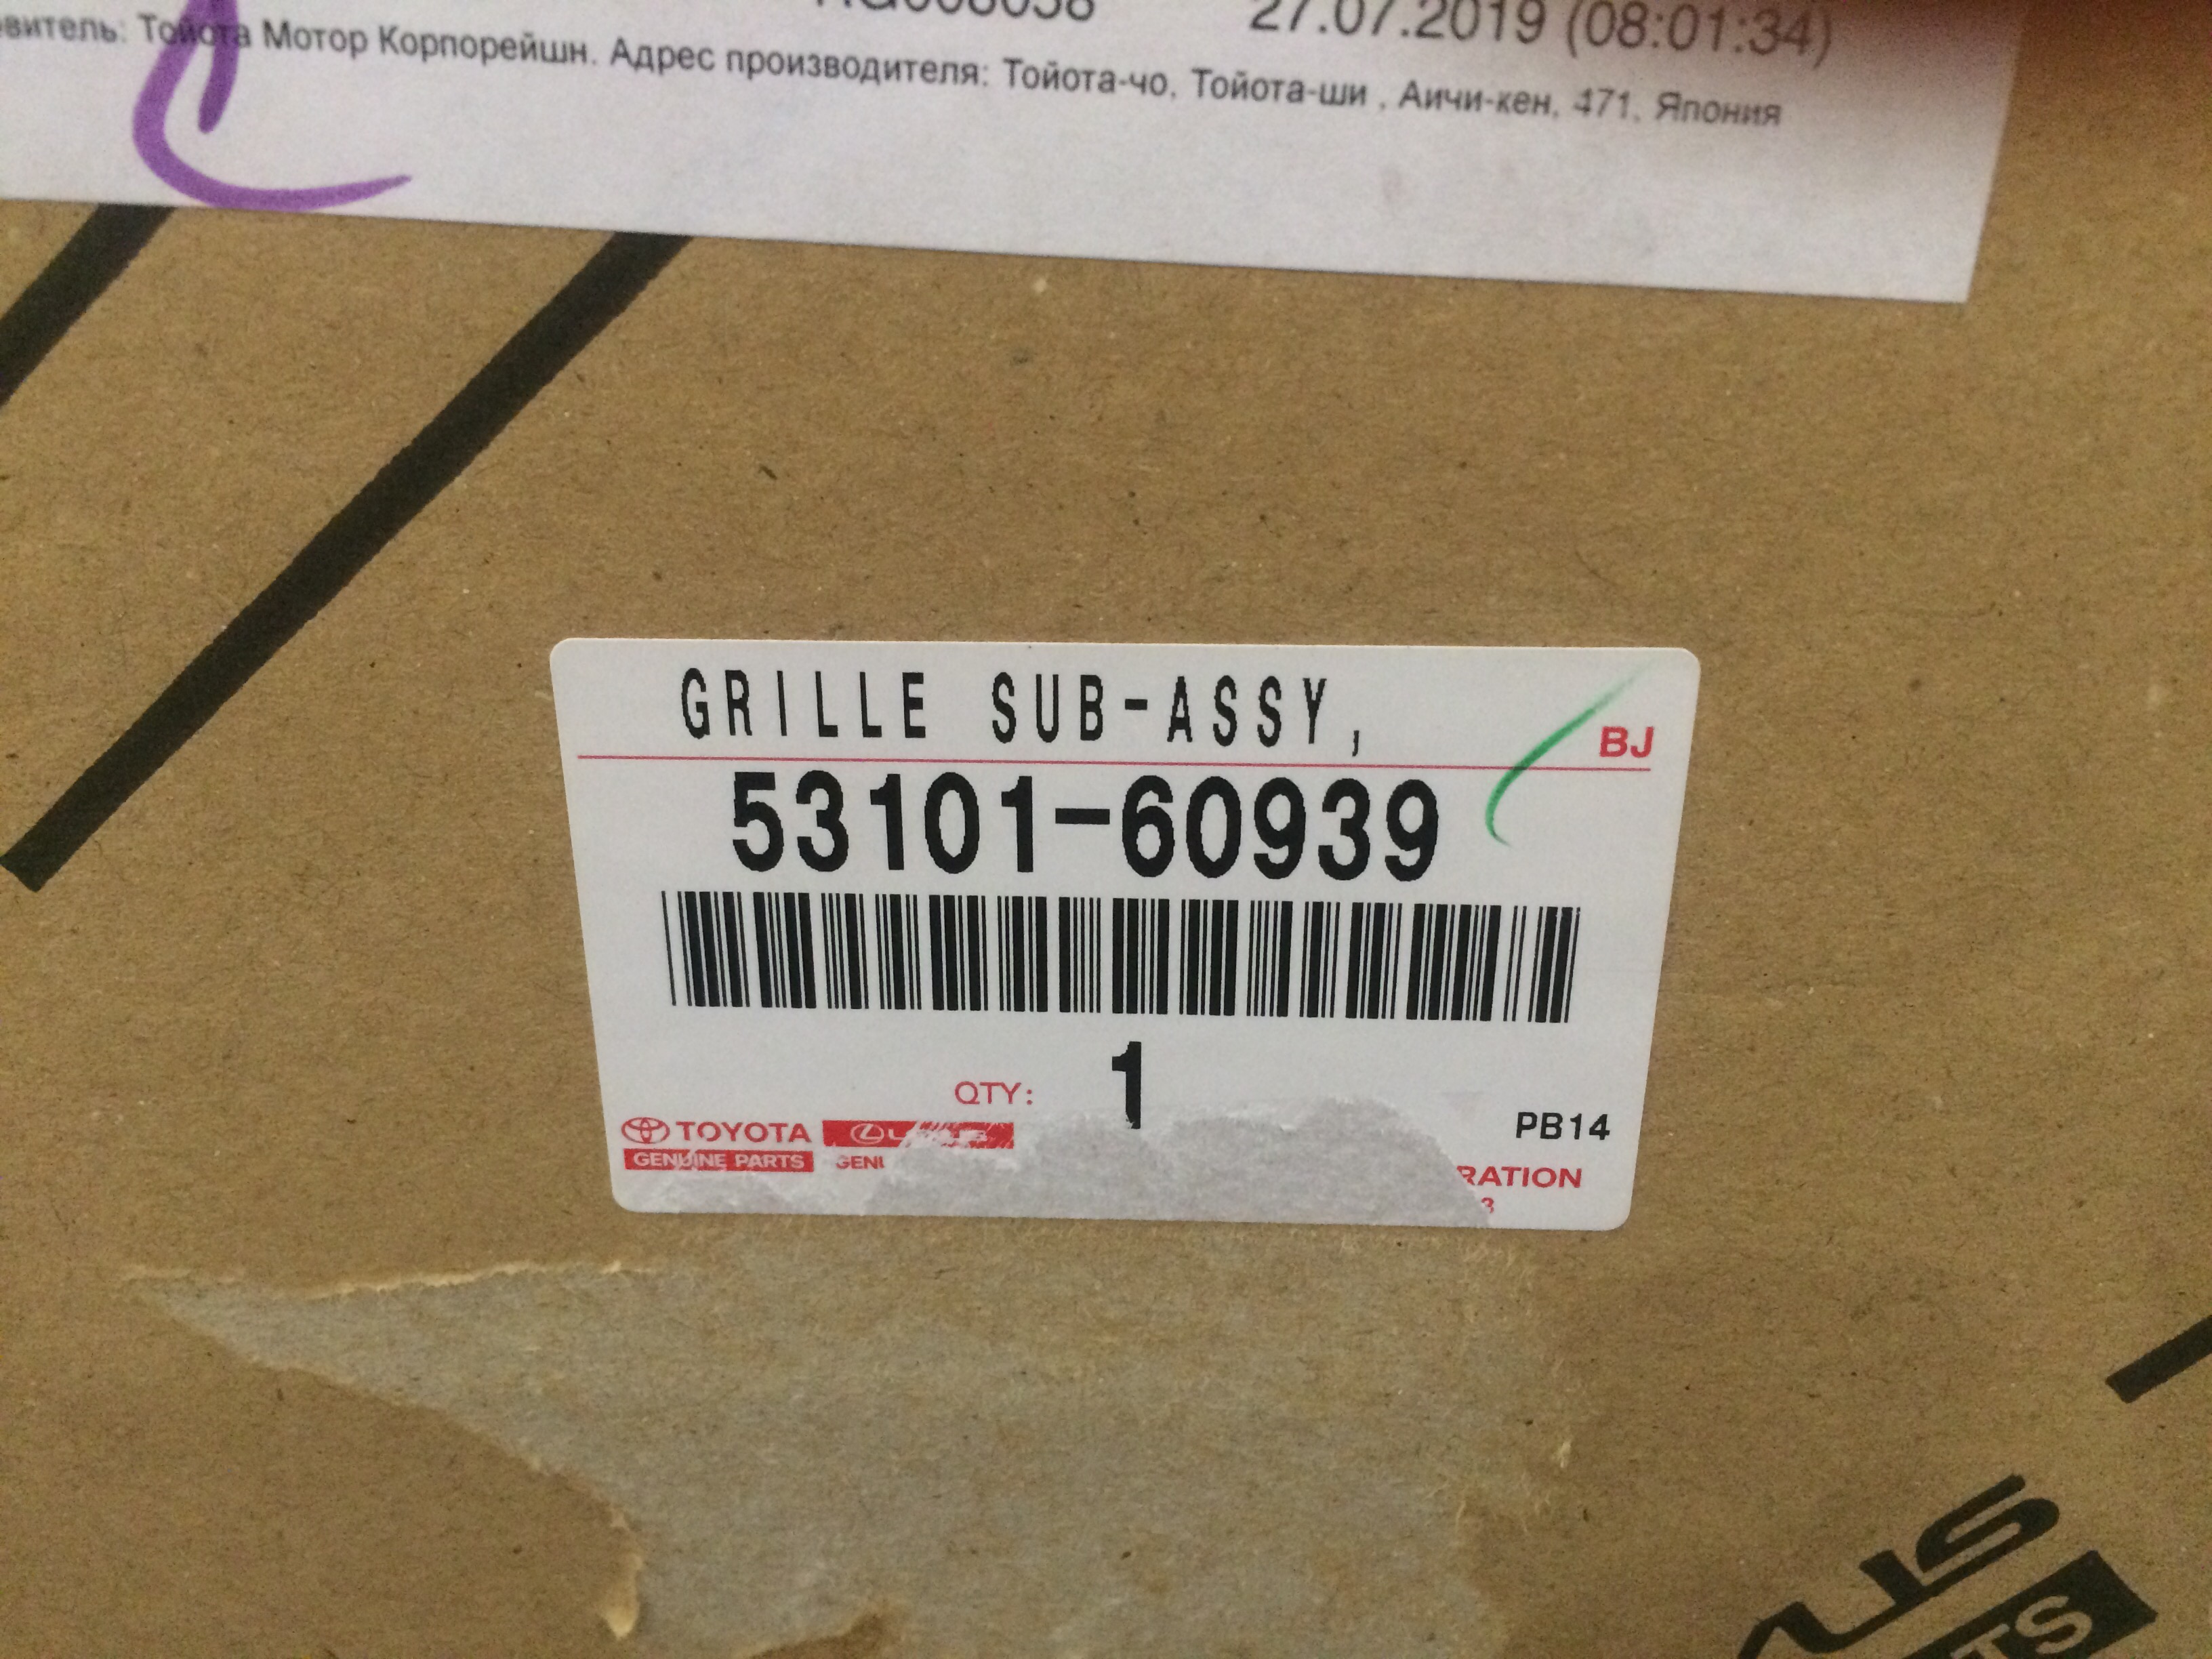 27.07.2019 (08:01:34)
Тойота Мотор Корпорейшн. Адрес производителя: Тойота-чо, Тойота-ши , Аичи-кен, 471, Япония
GRILLE SUB-ASSY,
BJ
53101-60939
QTY: 1
PB14
TOYOTA
GENUINE PARTS